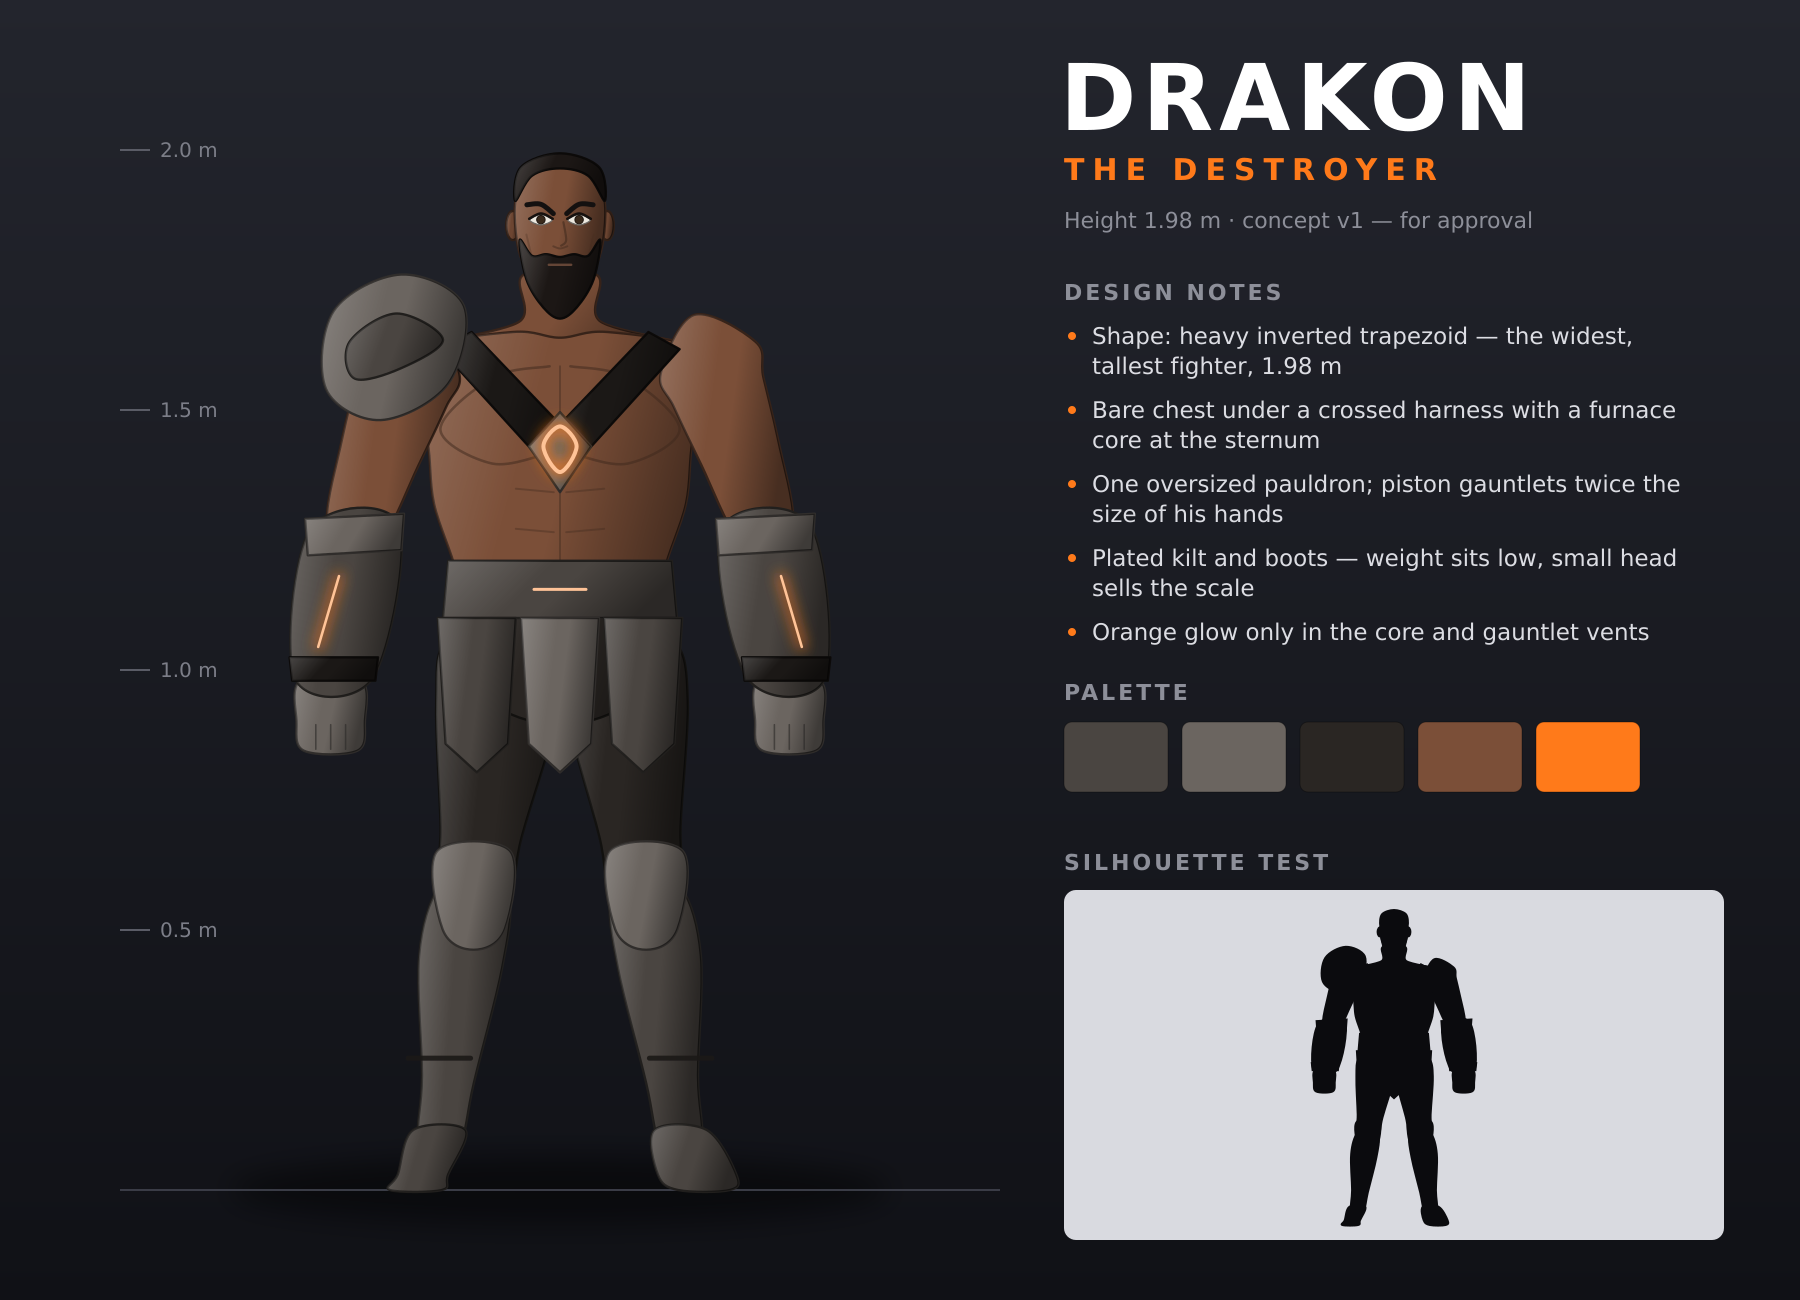 DRAKON
THE DESTROYER
Height 1.98 m · concept v1 — for approval
DESIGN NOTES
• Shape: heavy inverted trapezoid — the widest,
tallest fighter, 1.98 m
• Bare chest under a crossed harness with a furnace
core at the sternum
• One oversized pauldron; piston gauntlets twice the
size of his hands
• Plated kilt and boots — weight sits low, small head
sells the scale
• Orange glow only in the core and gauntlet vents
PALETTE
SILHOUETTE TEST
2.0 m
1.5 m
1.0 m
0.5 m